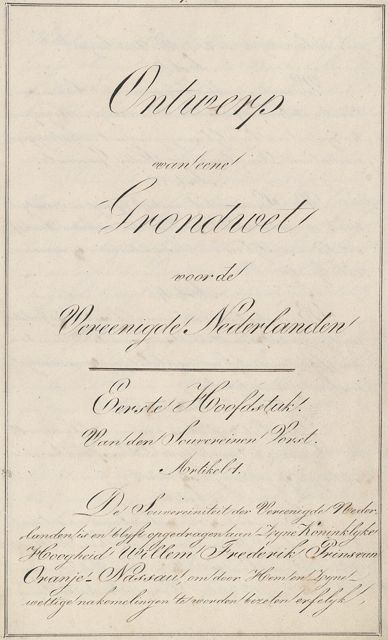 Ontwerp
van eene
Grondwet
voor de
Vereenigde Nederlanden
Eerste Hoofdstuk.
Van den Souvereinen Vorst.
Artikel 1.
De Souvereiniteit der Vereenigde Neder-
landen is en blyft opgedragen aan Zyne Koninklyke
Hoogheid Willem Frederik Prins van
Oranje-Nassau, om door Hem en Zyne
wettige nakomelingen te worden bezeten erfelyk,